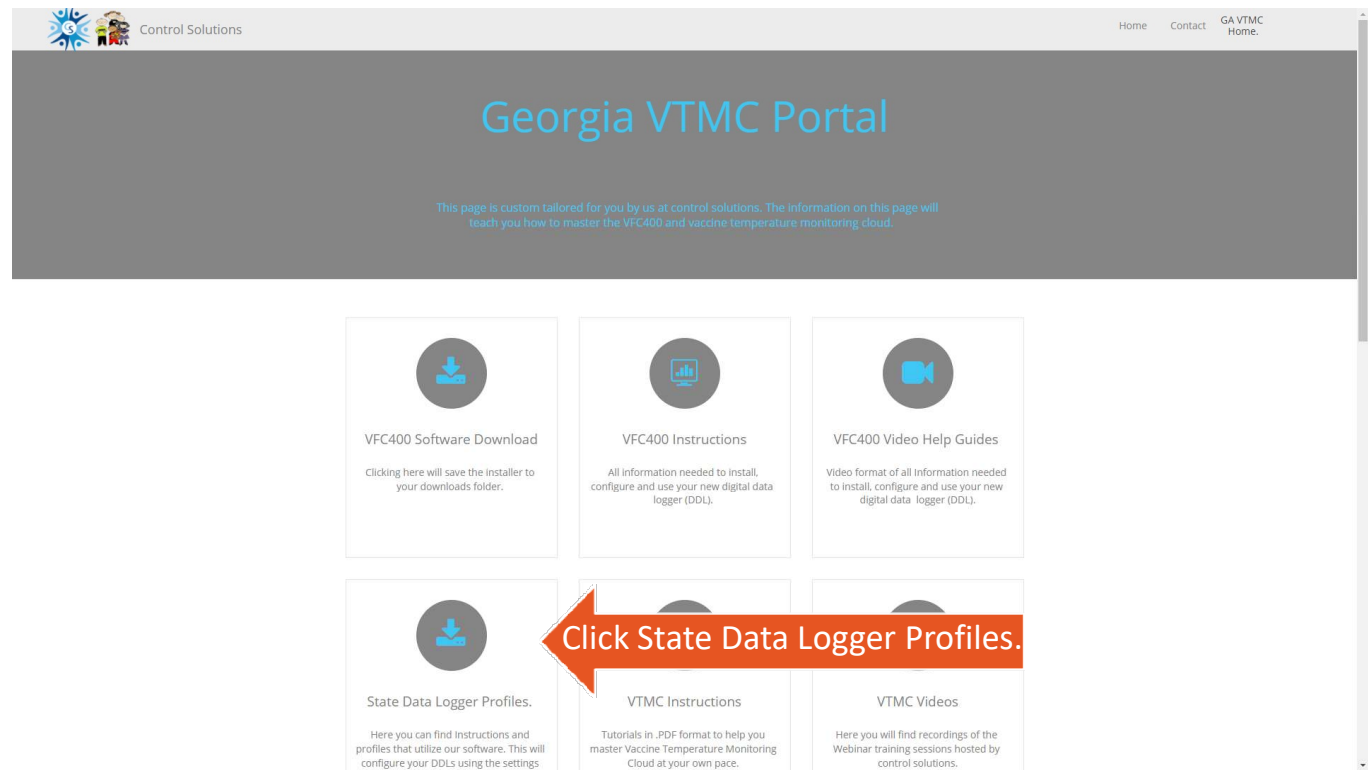 Control Solutions
Home
Contact
GA VTMC
Home.
Georgia VTMC Portal
This page is custom tailored for you by us at control solutions. The information on this page will
teach you how to master the VFC400 and vaccine temperature monitoring cloud.
VFC400 Software Download
Clicking here will save the installer to
your downloads folder.
VFC400 Instructions
All information needed to install,
configure and use your new digital data
logger (DDL).
VFC400 Video Help Guides
Video format of all Information needed
to install, configure and use your new
digital data logger (DDL).
Click State Data Logger Profiles.
State Data Logger Profiles.
Here you can find Instructions and
profiles that utilize our software. This will
configure your DDLs using the settings
VTMC Instructions
Tutorials in .PDF format to help you
master Vaccine Temperature Monitoring
Cloud at your own pace.
VTMC Videos
Here you will find recordings of the
Webinar training sessions hosted by
control solutions.